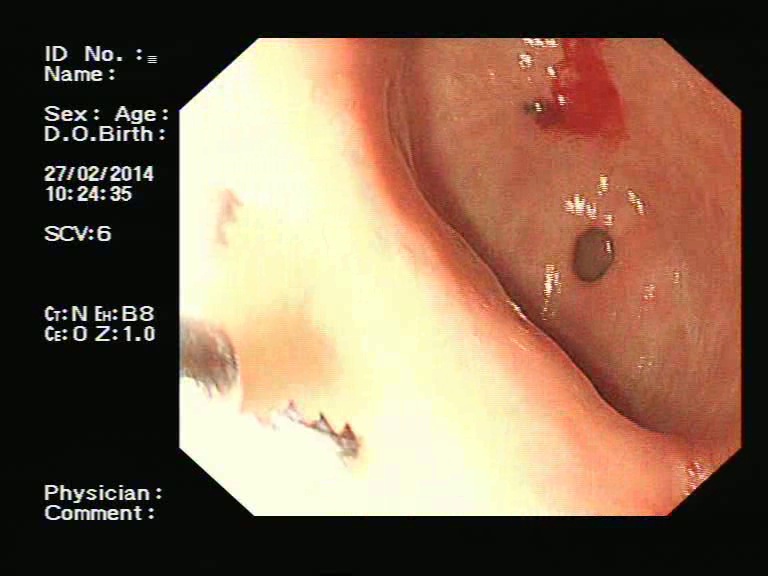 ID No. :
Name:
Sex: Age:
D.O.Birth:
27/02/2014
10:24:35
SCV:6
CT:N EH:B8
CE:0 Z:1.0
Physician:
Comment: